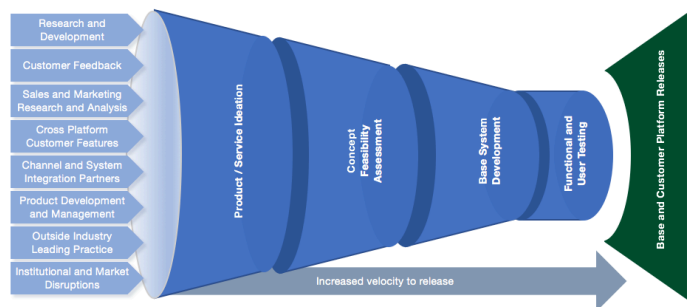 Research and
Development
Customer Feedback
Sales and Marketing
Research and Analysis
Cross Platform
Customer Features
Channel and System
Integration Partners
Product Development
and Management
Outside Industry
Leading Practice
Institutional and Market
Disruptions
Product / Service Ideation
Concept
Feasibility
Assessment
Base System
Development
Functional and
User Testing
Base and Customer Platform Releases
Increased velocity to release